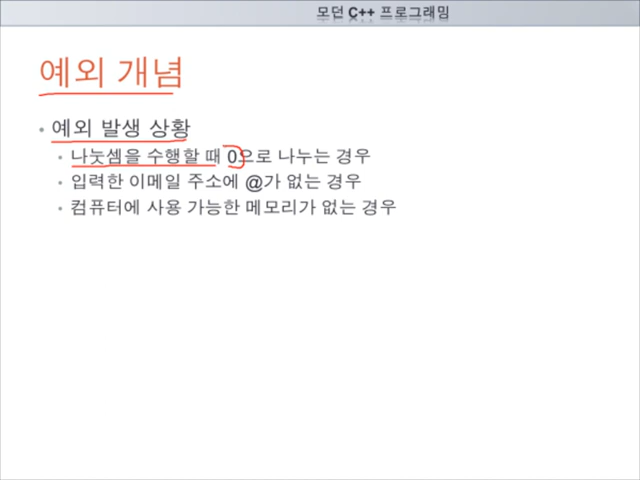 모던 C++ 프로그래밍
예외 개념
• 예외 발생 상황
• 나눗셈을 수행할 때 0으로 나누는 경우
• 입력한 이메일 주소에 @가 없는 경우
• 컴퓨터에 사용 가능한 메모리가 없는 경우